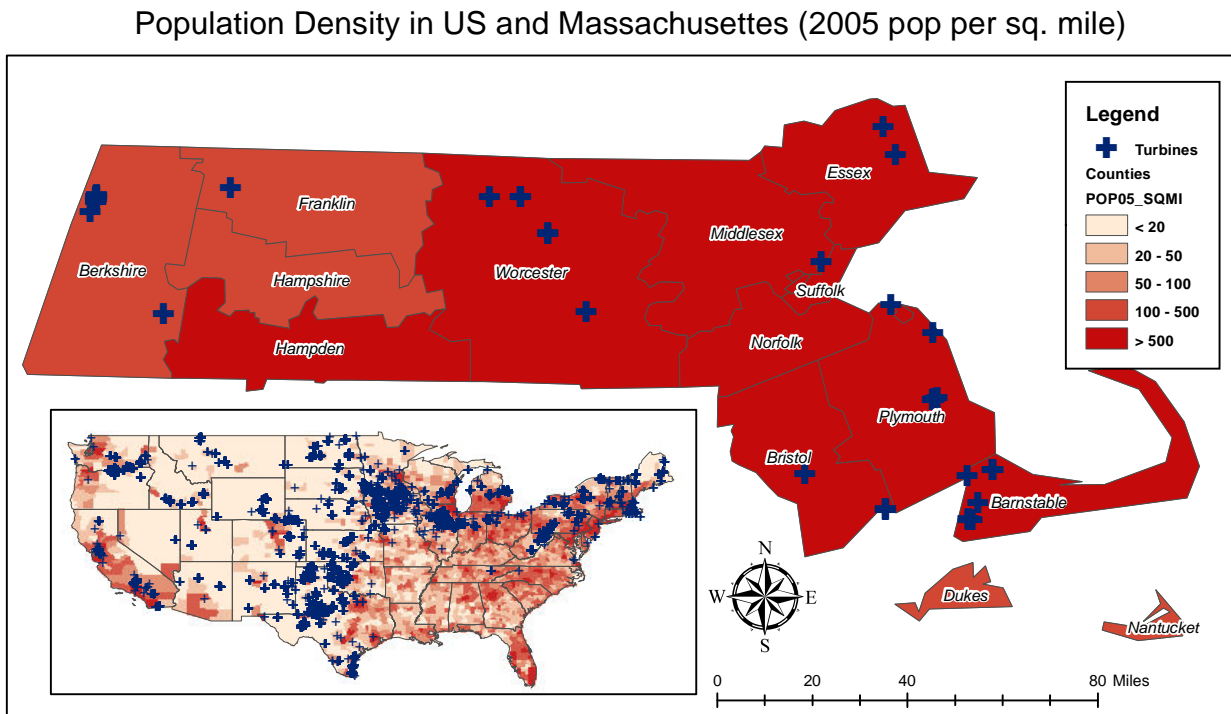 Population Density in US and Massachusettes (2005 pop per sq. mile)
Legend
Turbines
Counties
POP05_SQMI
< 20
20 - 50
50 - 100
100 - 500
> 500
Essex
Franklin
Middlesex
Berkshire
Hampshire
Worcester
Suffolk
Hampden
Norfolk
Plymouth
Bristol
Barnstable
N
W
E
S
Dukes
Nantucket
0 20 40 80 Miles